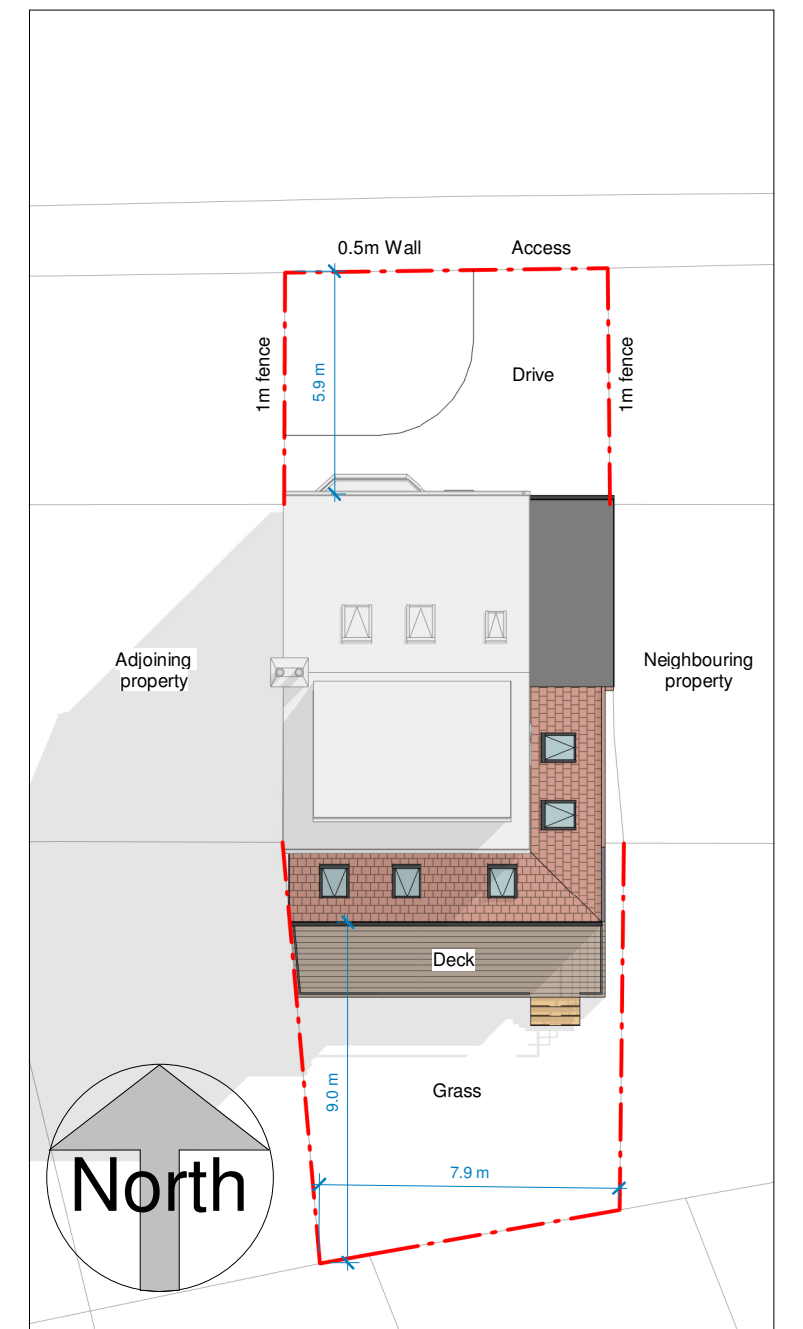 0.5m Wall
Access
1m fence
5.9 m
Drive
1m fence
Adjoining
property
Neighbouring
property
Deck
9.0 m
Grass
7.9 m
North